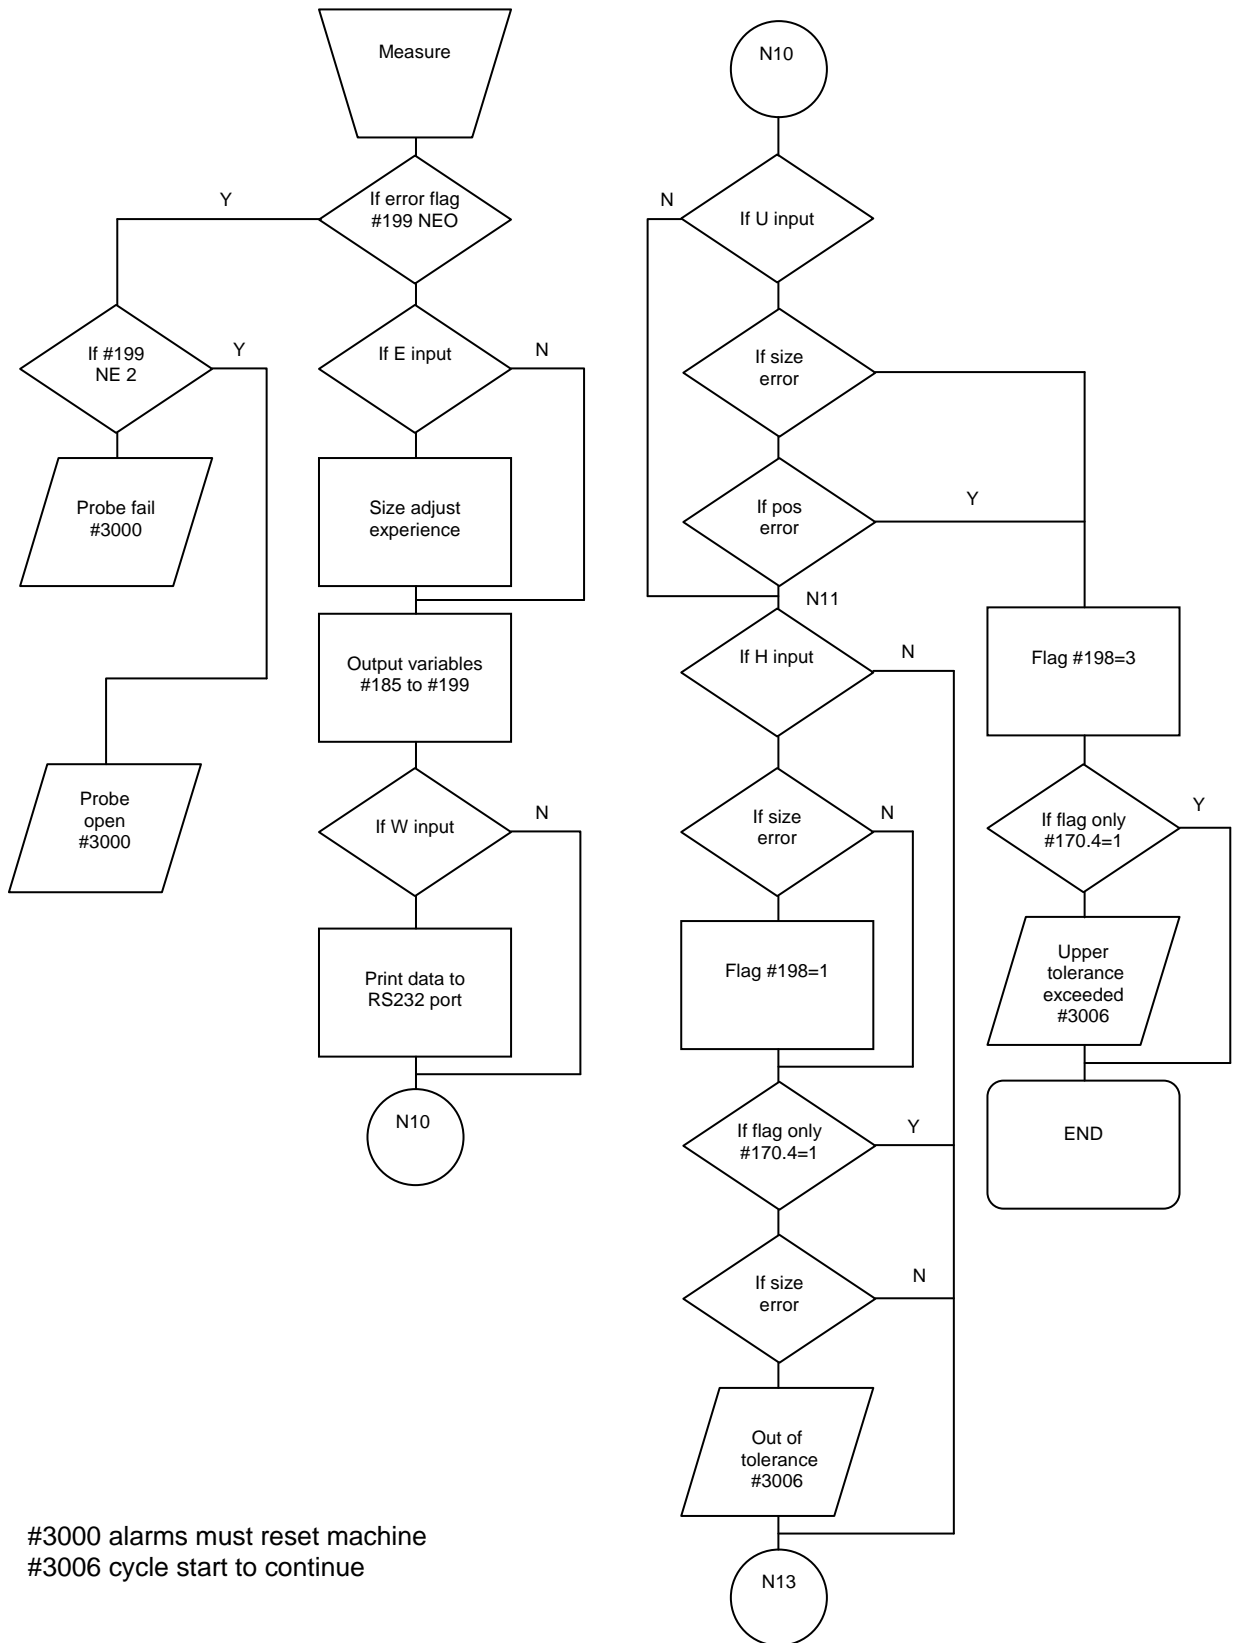 Measure
If error flag
#199 NEO
Y
If #199
NE 2
Y
Probe fail
#3000
Probe
open
#3000
If E input
N
Size adjust
experience
Output variables
#185 to #199
If W input
N
Print data to
RS232 port
N10
N10
If U input
N
If size
error
If pos
error
Y
N11
If H input
N
If size
error
N
Flag #198=1
If flag only
#170.4=1
Y
If size
error
N
Out of
tolerance
#3006
N13
Flag #198=3
If flag only
#170.4=1
Y
Upper
tolerance
exceeded
#3006
END
#3000 alarms must reset machine
#3006 cycle start to continue